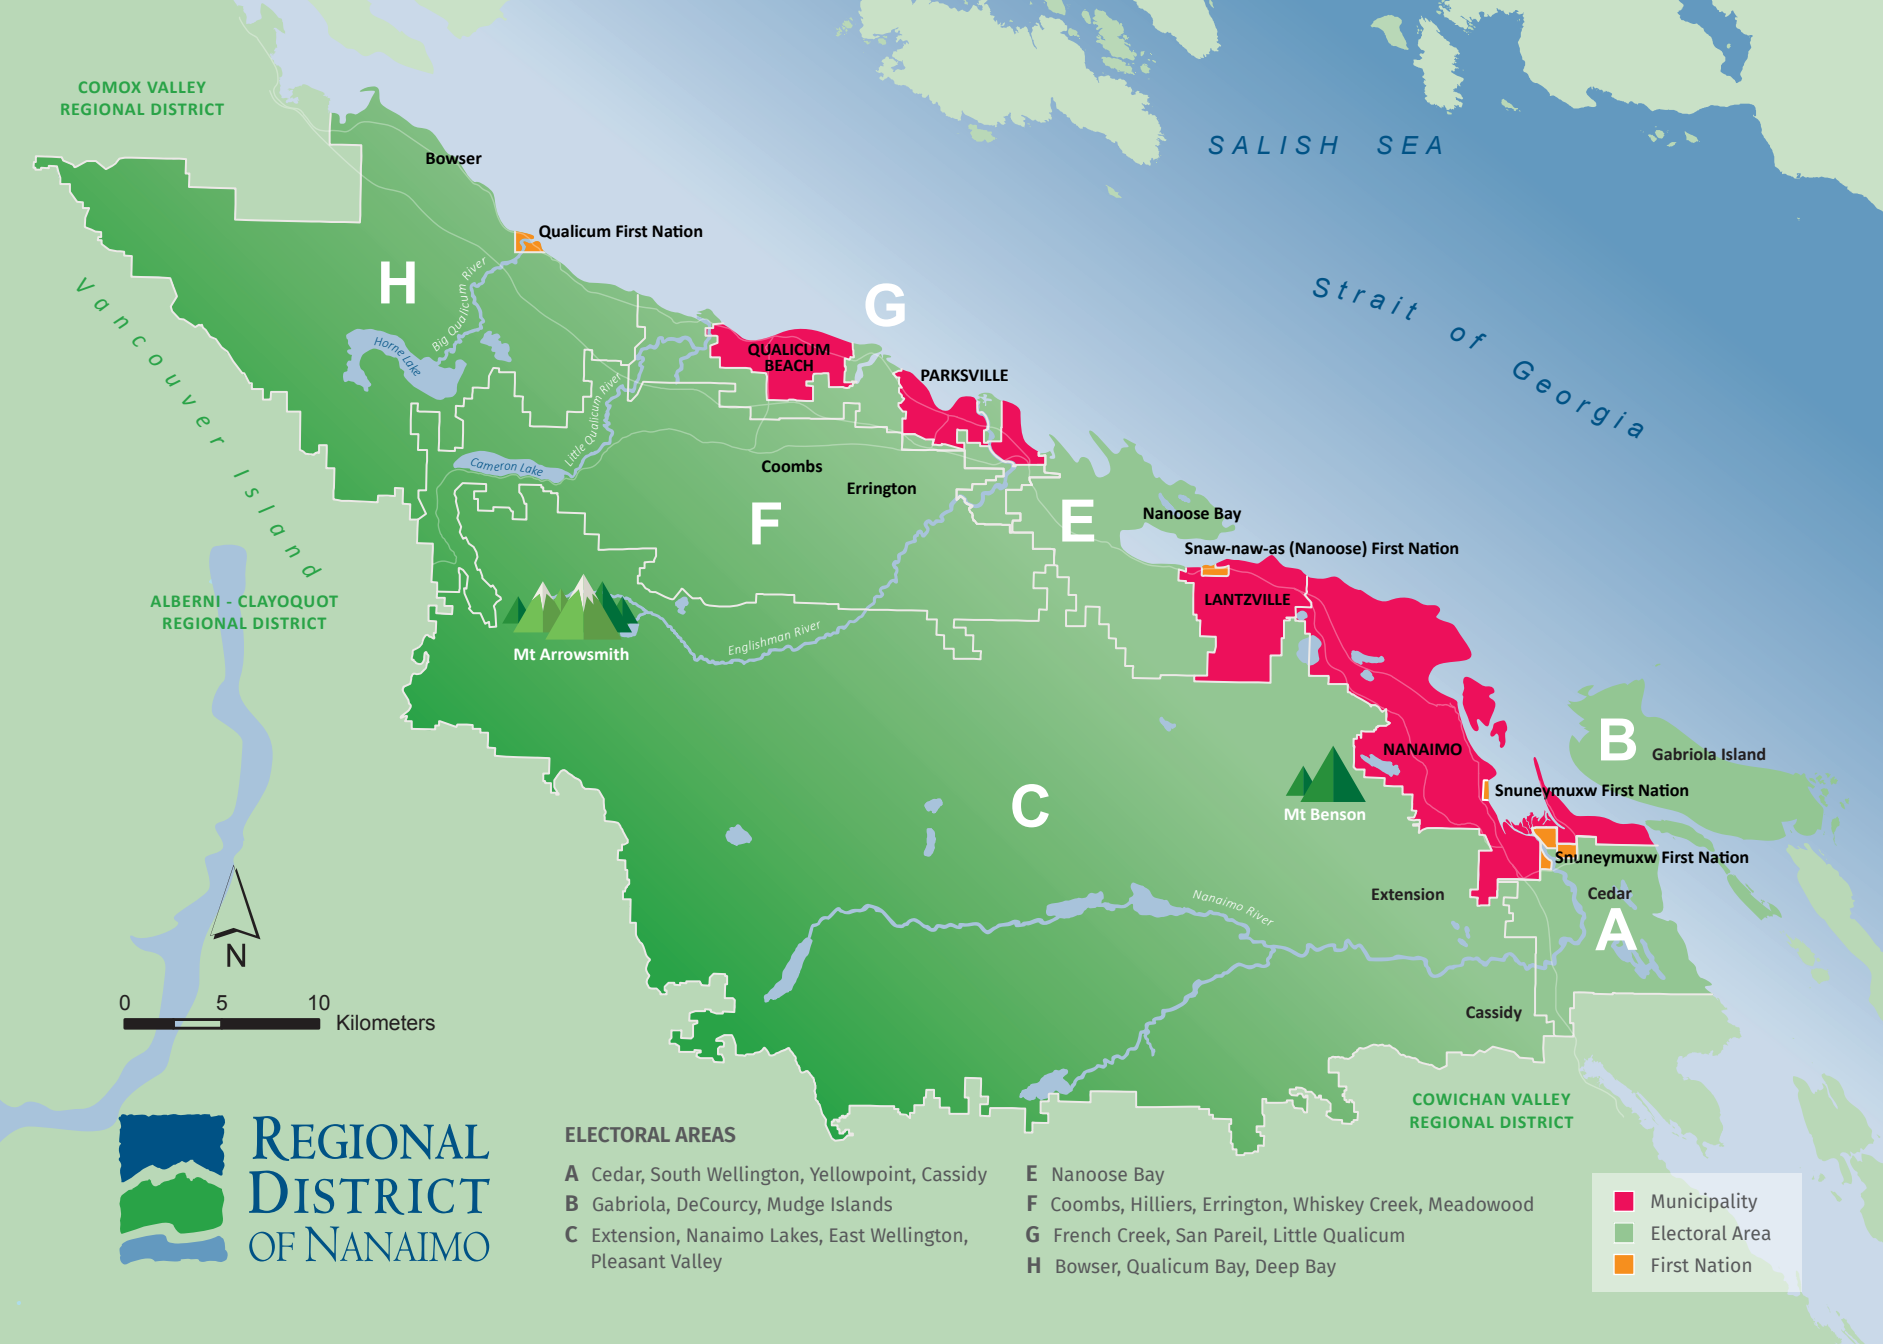 COMOX VALLEY
REGIONAL DISTRICT
SALISH SEA
Bowser
Qualicum First Nation
H
Big Qualicum River
Strait of Georgia
Vancouver Island
G
Horne Lake
QUALICUM
BEACH
PARKSVILLE
Little Qualicum River
Cameron Lake
Coombs
Errington
F
E
Nanoose Bay
Snaw-naw-as (Nanoose) First Nation
ALBERNI - CLAYOQUOT
REGIONAL DISTRICT
LANTZVILLE
Mt Arrowsmith
Englishman River
B
Gabriola Island
NANAIMO
Snuneymuxw First Nation
C
Mt Benson
Snuneymuxw First Nation
Extension
Cedar
Nanaimo River
A
N
0 5 10
Kilometers
Cassidy
COWICHAN VALLEY
REGIONAL DISTRICT
REGIONAL
DISTRICT
OF NANAIMO
ELECTORAL AREAS
A Cedar, South Wellington, Yellowpoint, Cassidy
B Gabriola, DeCourcy, Mudge Islands
C Extension, Nanaimo Lakes, East Wellington,
Pleasant Valley
E Nanoose Bay
F Coombs, Hilliers, Errington, Whiskey Creek, Meadowood
G French Creek, San Pareil, Little Qualicum
H Bowser, Qualicum Bay, Deep Bay
Municipality
Electoral Area
First Nation